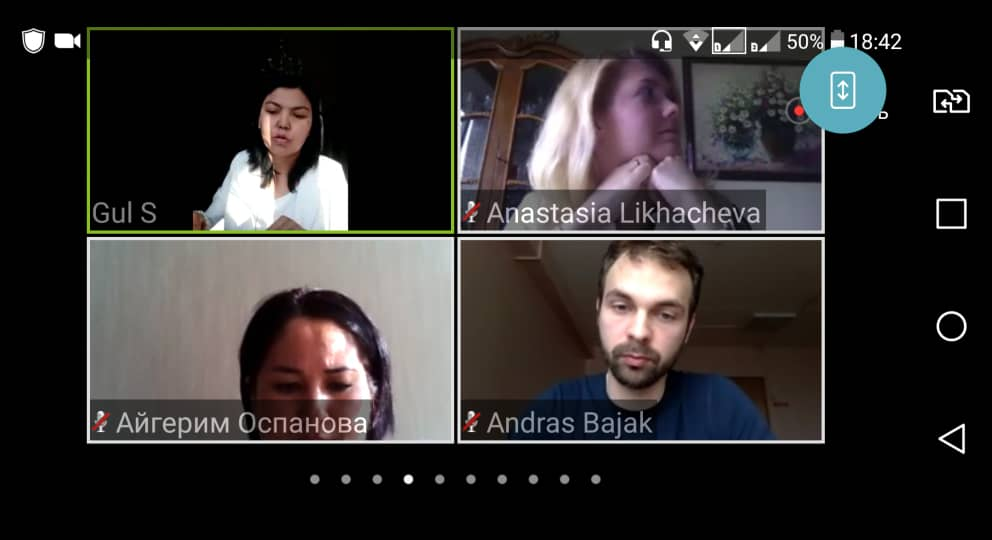 50% 18:42
ь
Gul S
Anastasia Likhacheva
Айгерим Оспанова
Andras Bajak